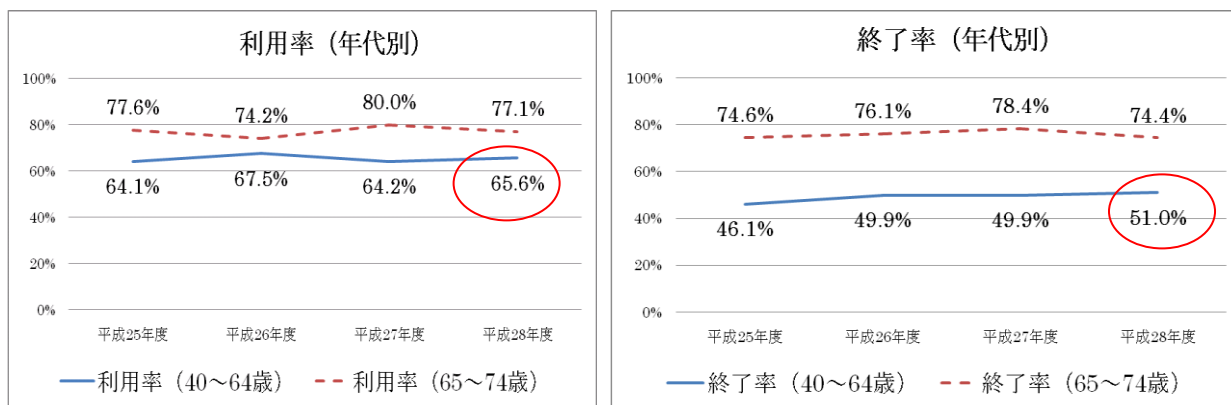 利用率（年代別）
100%
80%
60%
40%
20%
0%
77.6%
74.2%
80.0%
77.1%
64.1%
67.5%
64.2%
65.6%
平成25年度
平成26年度
平成27年度
平成28年度
利用率（40～64歳）
利用率（65～74歳）
終了率（年代別）
100%
80%
60%
40%
20%
0%
74.6%
76.1%
78.4%
74.4%
46.1%
49.9%
49.9%
51.0%
平成25年度
平成26年度
平成27年度
平成28年度
終了率（40～64歳）
終了率（65～74歳）